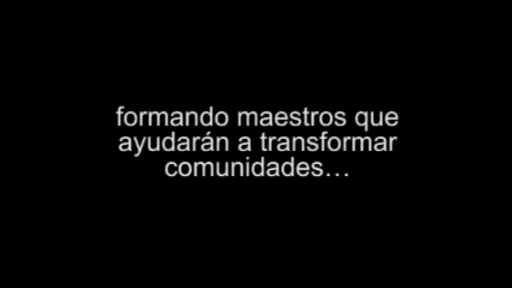 formando maestros que
ayudarán a transformar
comunidades…